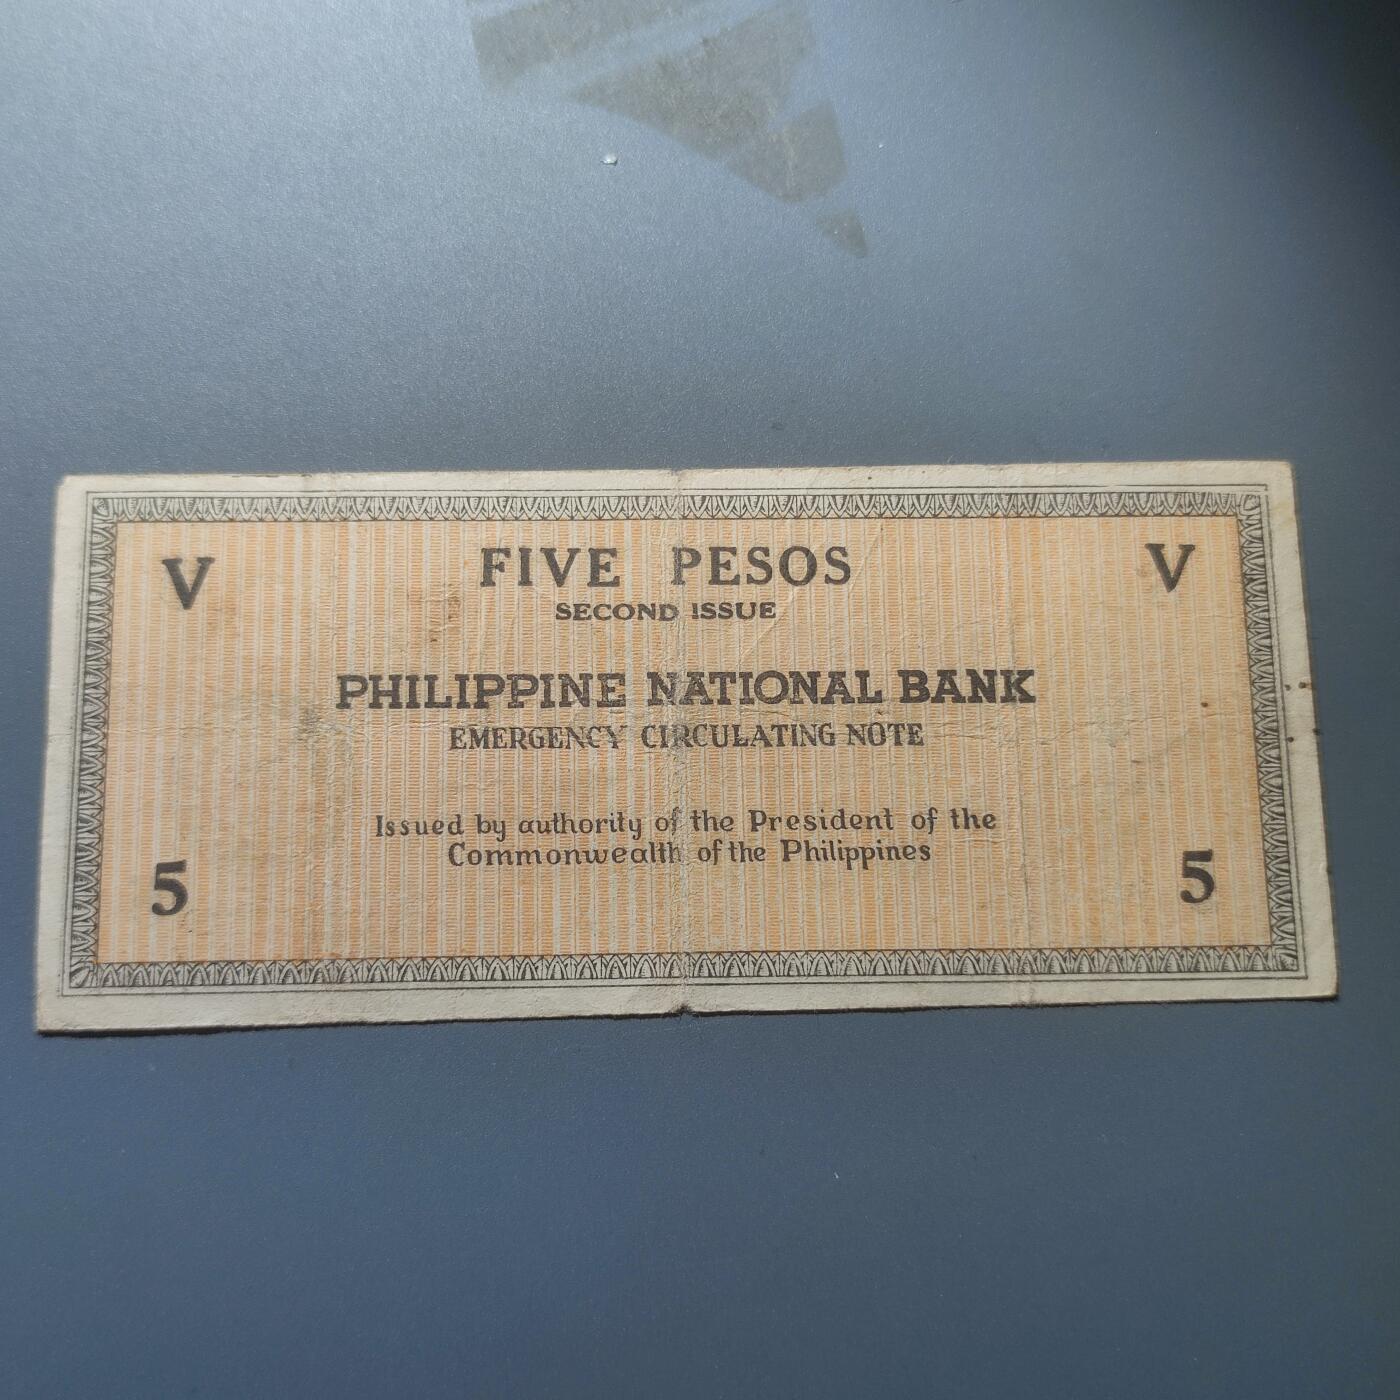 V FIVE PESOS V
SECOND ISSUE
PHILIPPINE NATIONAL BANK
EMERGENCY CIRCULATING NOTE
Issued by authority of the President of the
Commonwealth of the Philippines
5 5